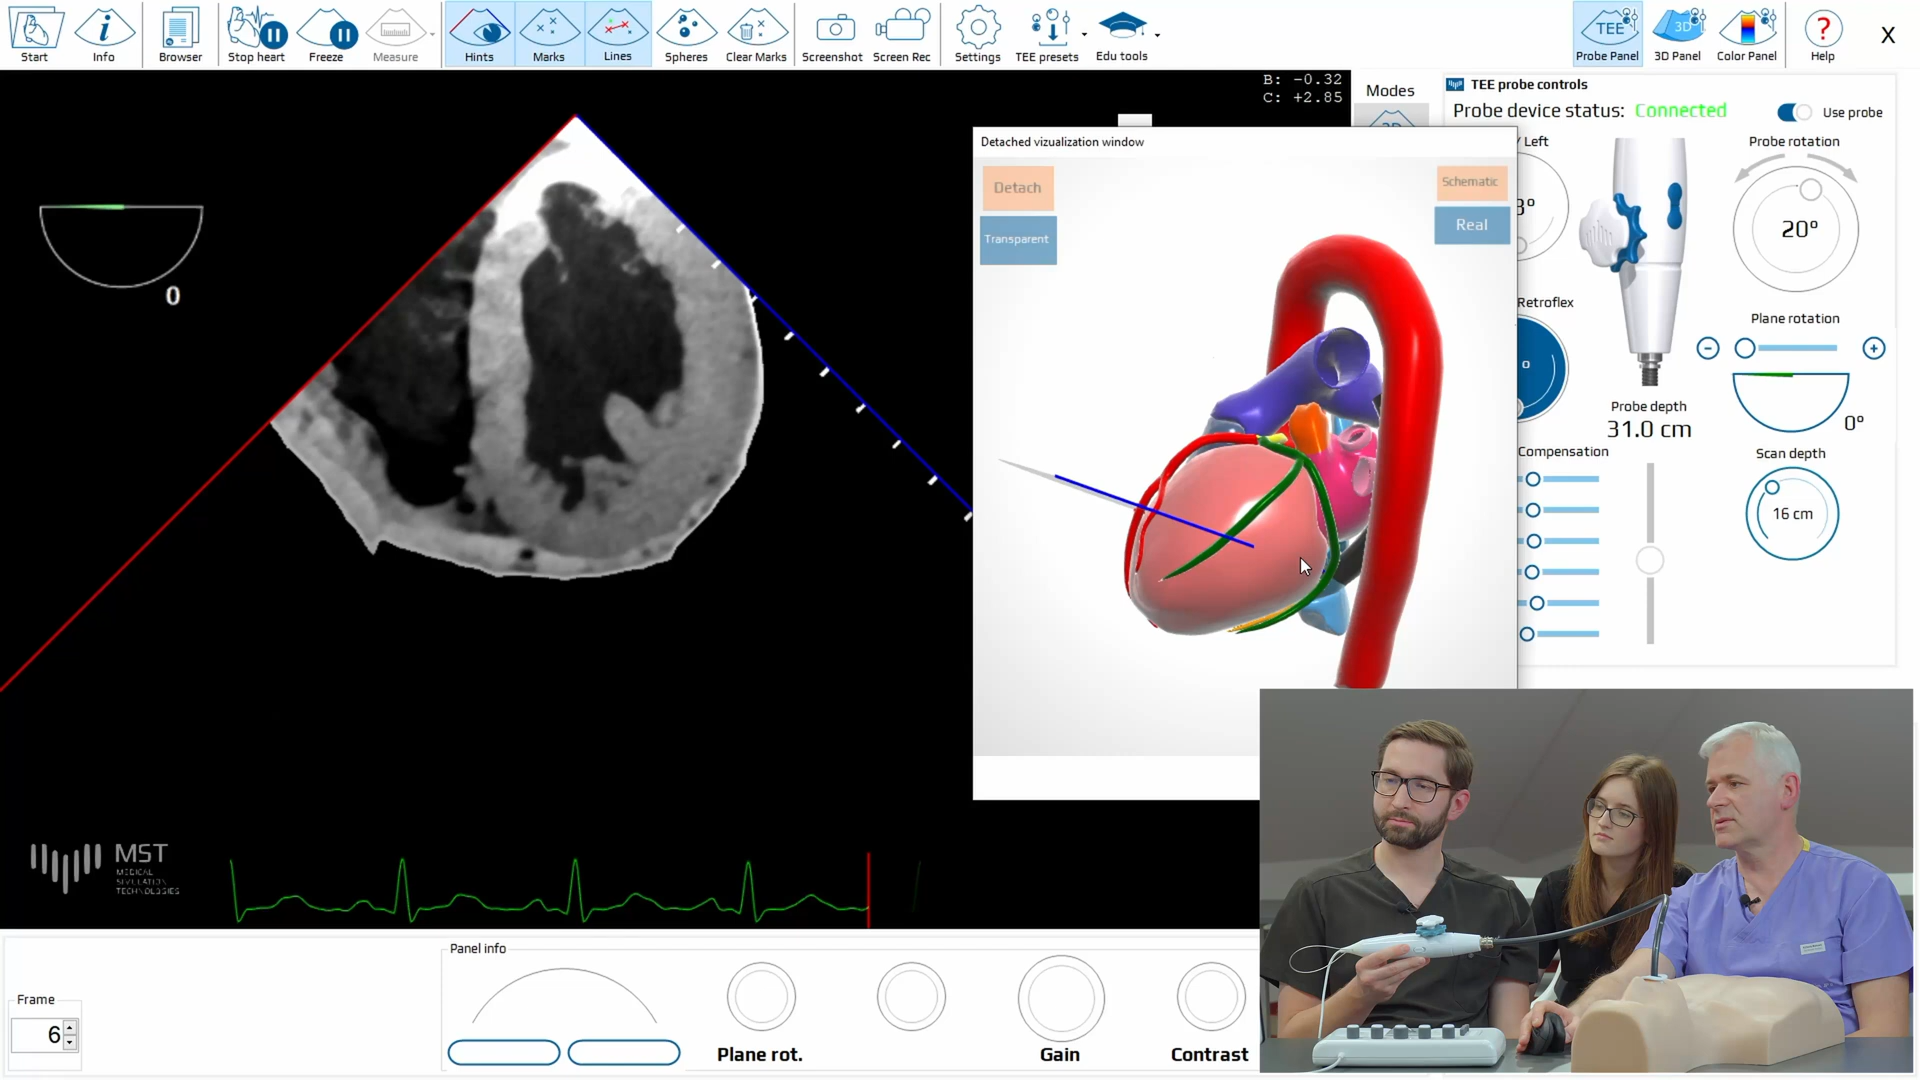 Start
Info
Browser
Stop heart
Freeze
Measure
Hints
Marks
Lines
Spheres
Clear Marks
Screenshot
Screen Rec
Settings
TEE presets
Edu tools
TEE
Probe Panel
3D
3D Panel
Color Panel
Help
X
B: -0.32
C: +2.85
0
Modes
TEE probe controls
Probe device status: Connected
Use probe
Detached vizualization window
Detach
Transparent
Schematic
Real
/ Left
Probe rotation
20°
Retroflex
Plane rotation
0°
Probe depth
31.0 cm
Compensation
Scan depth
16 cm
MST
MEDICAL
SIMULATION
TECHNOLOGIES
Frame
6
Panel info
Plane rot.
Gain
Contrast